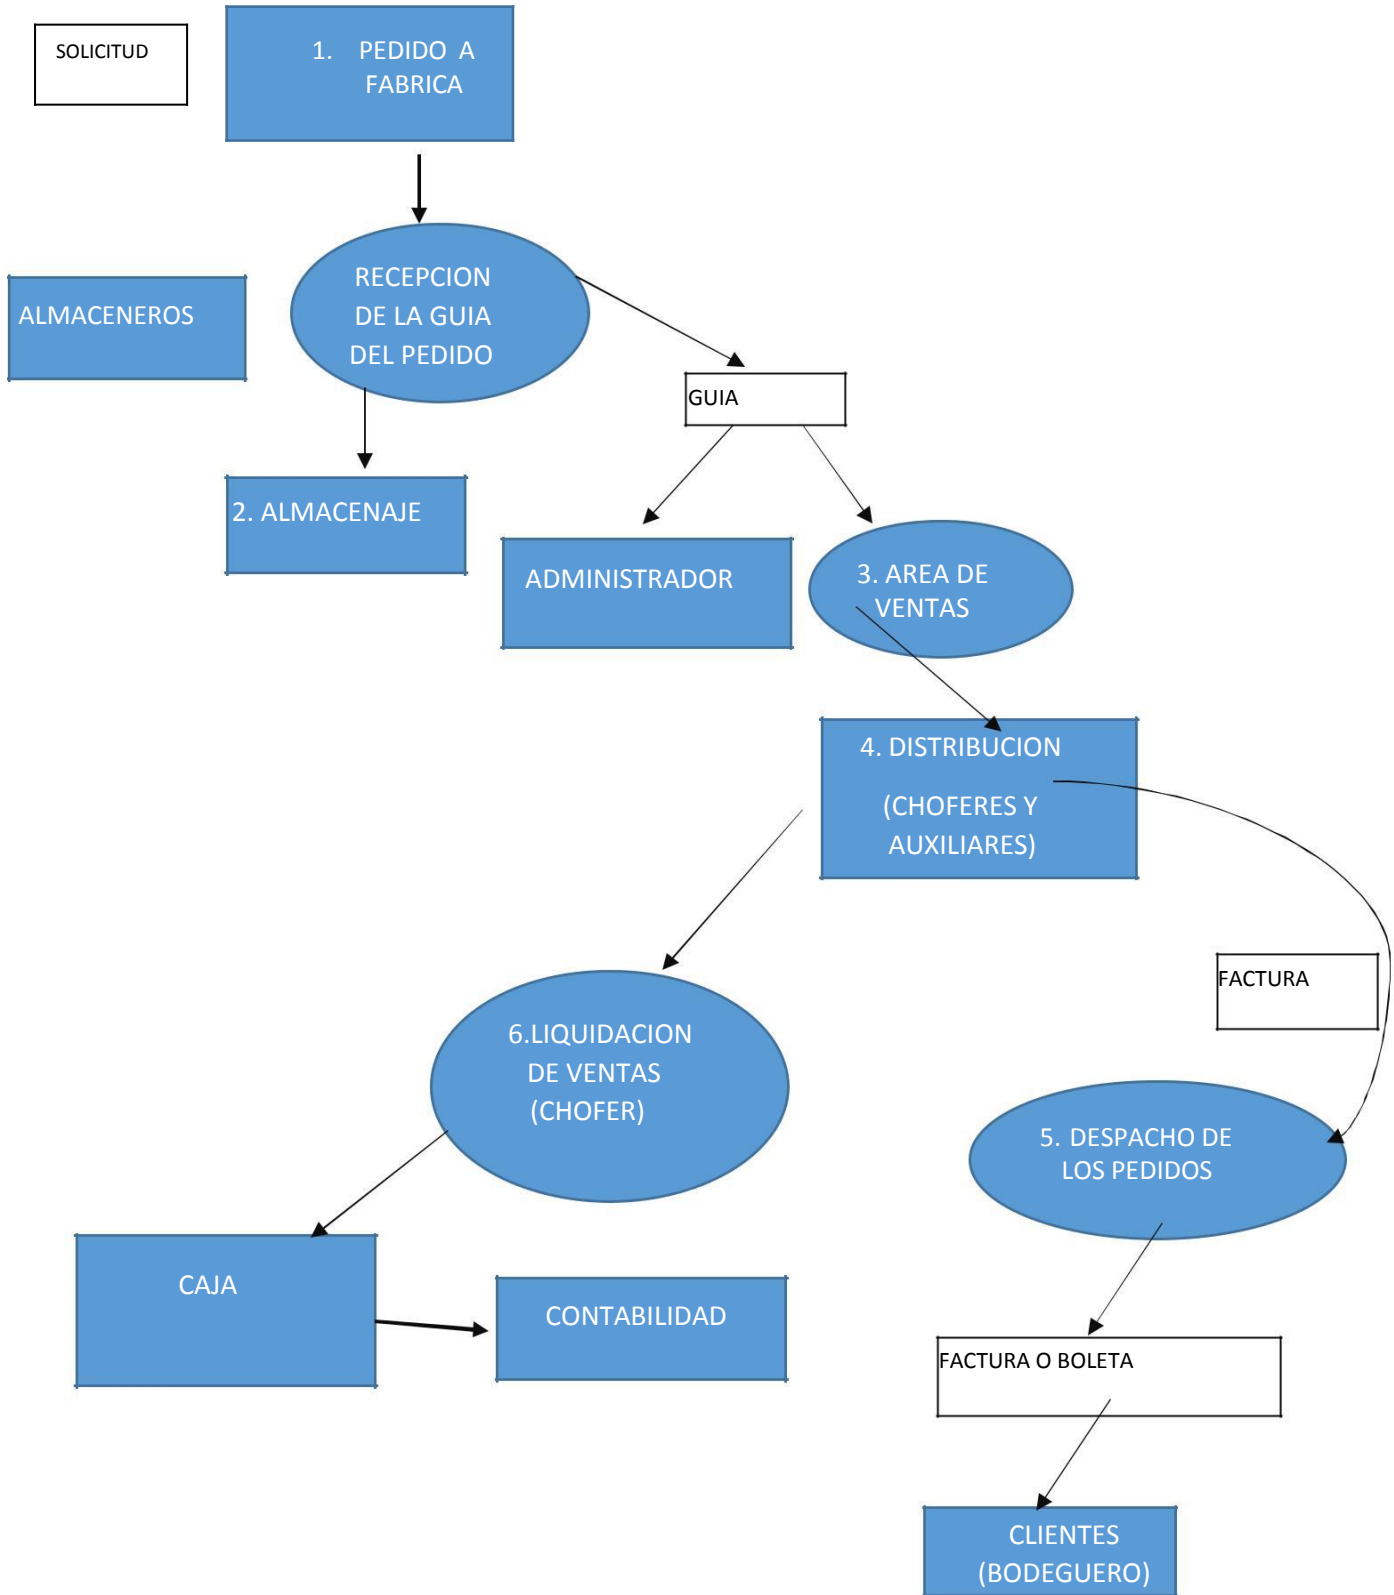 SOLICITUD
1. PEDIDO A
FABRICA
ALMACENEROS
RECEPCION
DE LA GUIA
DEL PEDIDO
GUIA
2. ALMACENAJE
ADMINISTRADOR
3. AREA DE
VENTAS
4. DISTRIBUCION
(CHOFERES Y
AUXILIARES)
FACTURA
6.LIQUIDACION
DE VENTAS
(CHOFER)
5. DESPACHO DE
LOS PEDIDOS
CAJA
CONTABILIDAD
FACTURA O BOLETA
CLIENTES
(BODEGUERO)